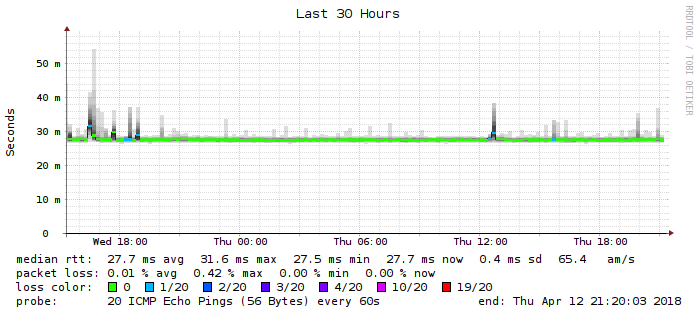 Last 30 Hours
RRDTOOL / TOBI OETIKER
Seconds
50 m
40 m
30 m
20 m
10 m
0
Wed 18:00 Thu 00:00 Thu 06:00 Thu 12:00 Thu 18:00
median rtt: 27.7 ms avg 31.6 ms max 27.5 ms min 27.7 ms now 0.4 ms sd 65.4 am/s
packet loss: 0.01 % avg 0.42 % max 0.00 % min 0.00 % now
loss color: 0 1/20 2/20 3/20 4/20 10/20 19/20
probe: 20 ICMP Echo Pings (56 Bytes) every 60s end: Thu Apr 12 21:20:03 2018